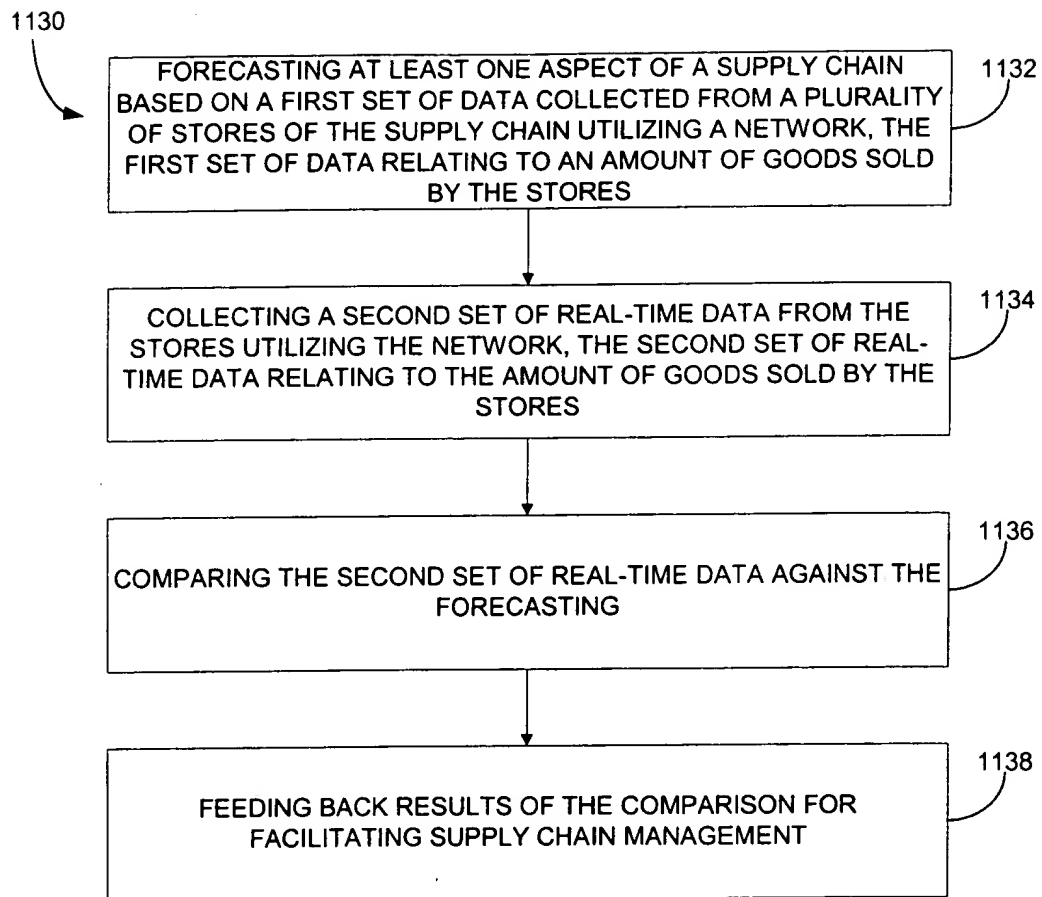 1130
FORECASTING AT LEAST ONE ASPECT OF A SUPPLY CHAIN
BASED ON A FIRST SET OF DATA COLLECTED FROM A PLURALITY
OF STORES OF THE SUPPLY CHAIN UTILIZING A NETWORK, THE
FIRST SET OF DATA RELATING TO AN AMOUNT OF GOODS SOLD
BY THE STORES
1132
COLLECTING A SECOND SET OF REAL-TIME DATA FROM THE
STORES UTILIZING THE NETWORK, THE SECOND SET OF REAL-
TIME DATA RELATING TO THE AMOUNT OF GOODS SOLD BY THE
STORES
1134
COMPARING THE SECOND SET OF REAL-TIME DATA AGAINST THE
FORECASTING
1136
FEEDING BACK RESULTS OF THE COMPARISON FOR
FACILITATING SUPPLY CHAIN MANAGEMENT
1138